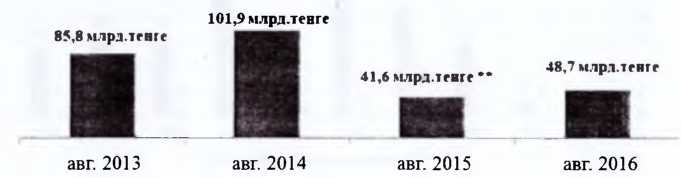 101,9 млрд.тенге
85,8 млрд.тенге
48,7 млрд.тенге
41,6 млрд.тенге **
авг. 2013 авг. 2014 авг. 2015 авг. 2016